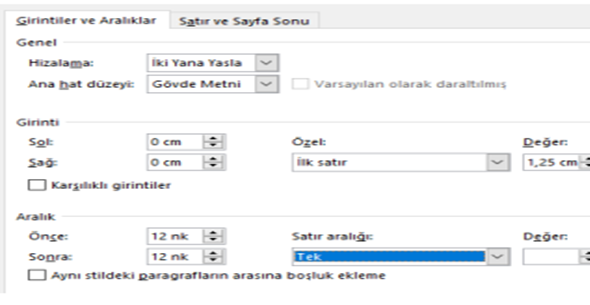 Girintiler ve Aralıklar Satır ve Sayfa Sonu
Genel
Hizalama: İki Yana Yasla
Ana hat düzeyi: Gövde Metni Varsayılan olarak daraltılmış
Girinti
Sol: 0 cm Özel: Değer:
Sağ: 0 cm İlk satır 1,25 cm
Karşılıklı girintiler
Aralık
Önce: 12 nk Satır aralığı: Değer:
Sonra: 12 nk Tek
Aynı stildeki paragrafların arasına boşluk ekleme